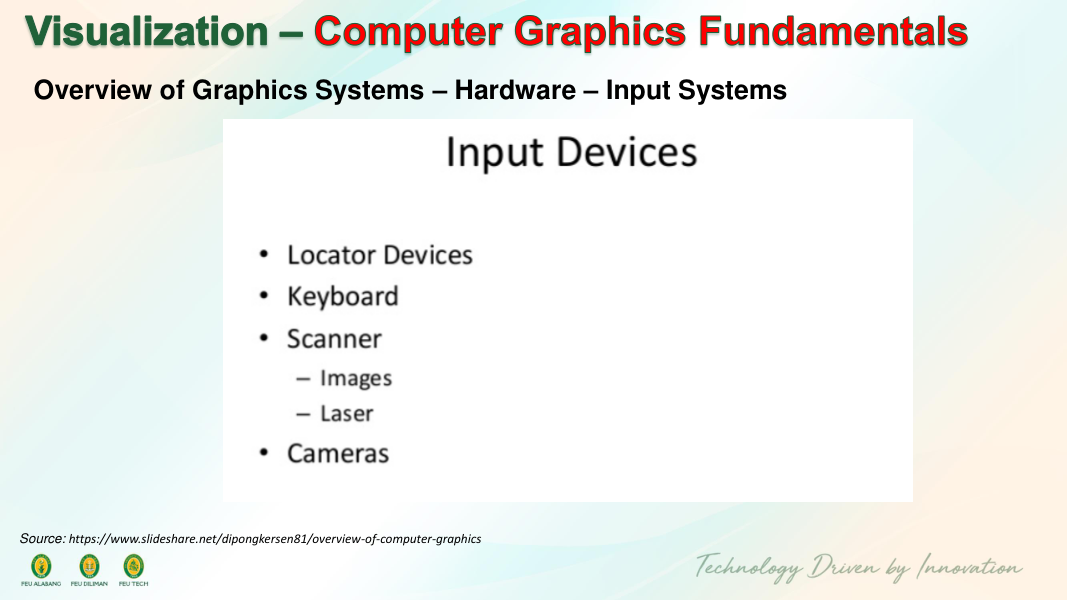 Visualization – Computer Graphics Fundamentals
Overview of Graphics Systems – Hardware – Input Systems
Input Devices
• Locator Devices
• Keyboard
• Scanner
– Images
– Laser
• Cameras
Source: https://www.slideshare.net/dipongkersen81/overview-of-computer-graphics
FEU ALABANG FEU DILIMAN FEU TECH
Technology Driven by Innovation